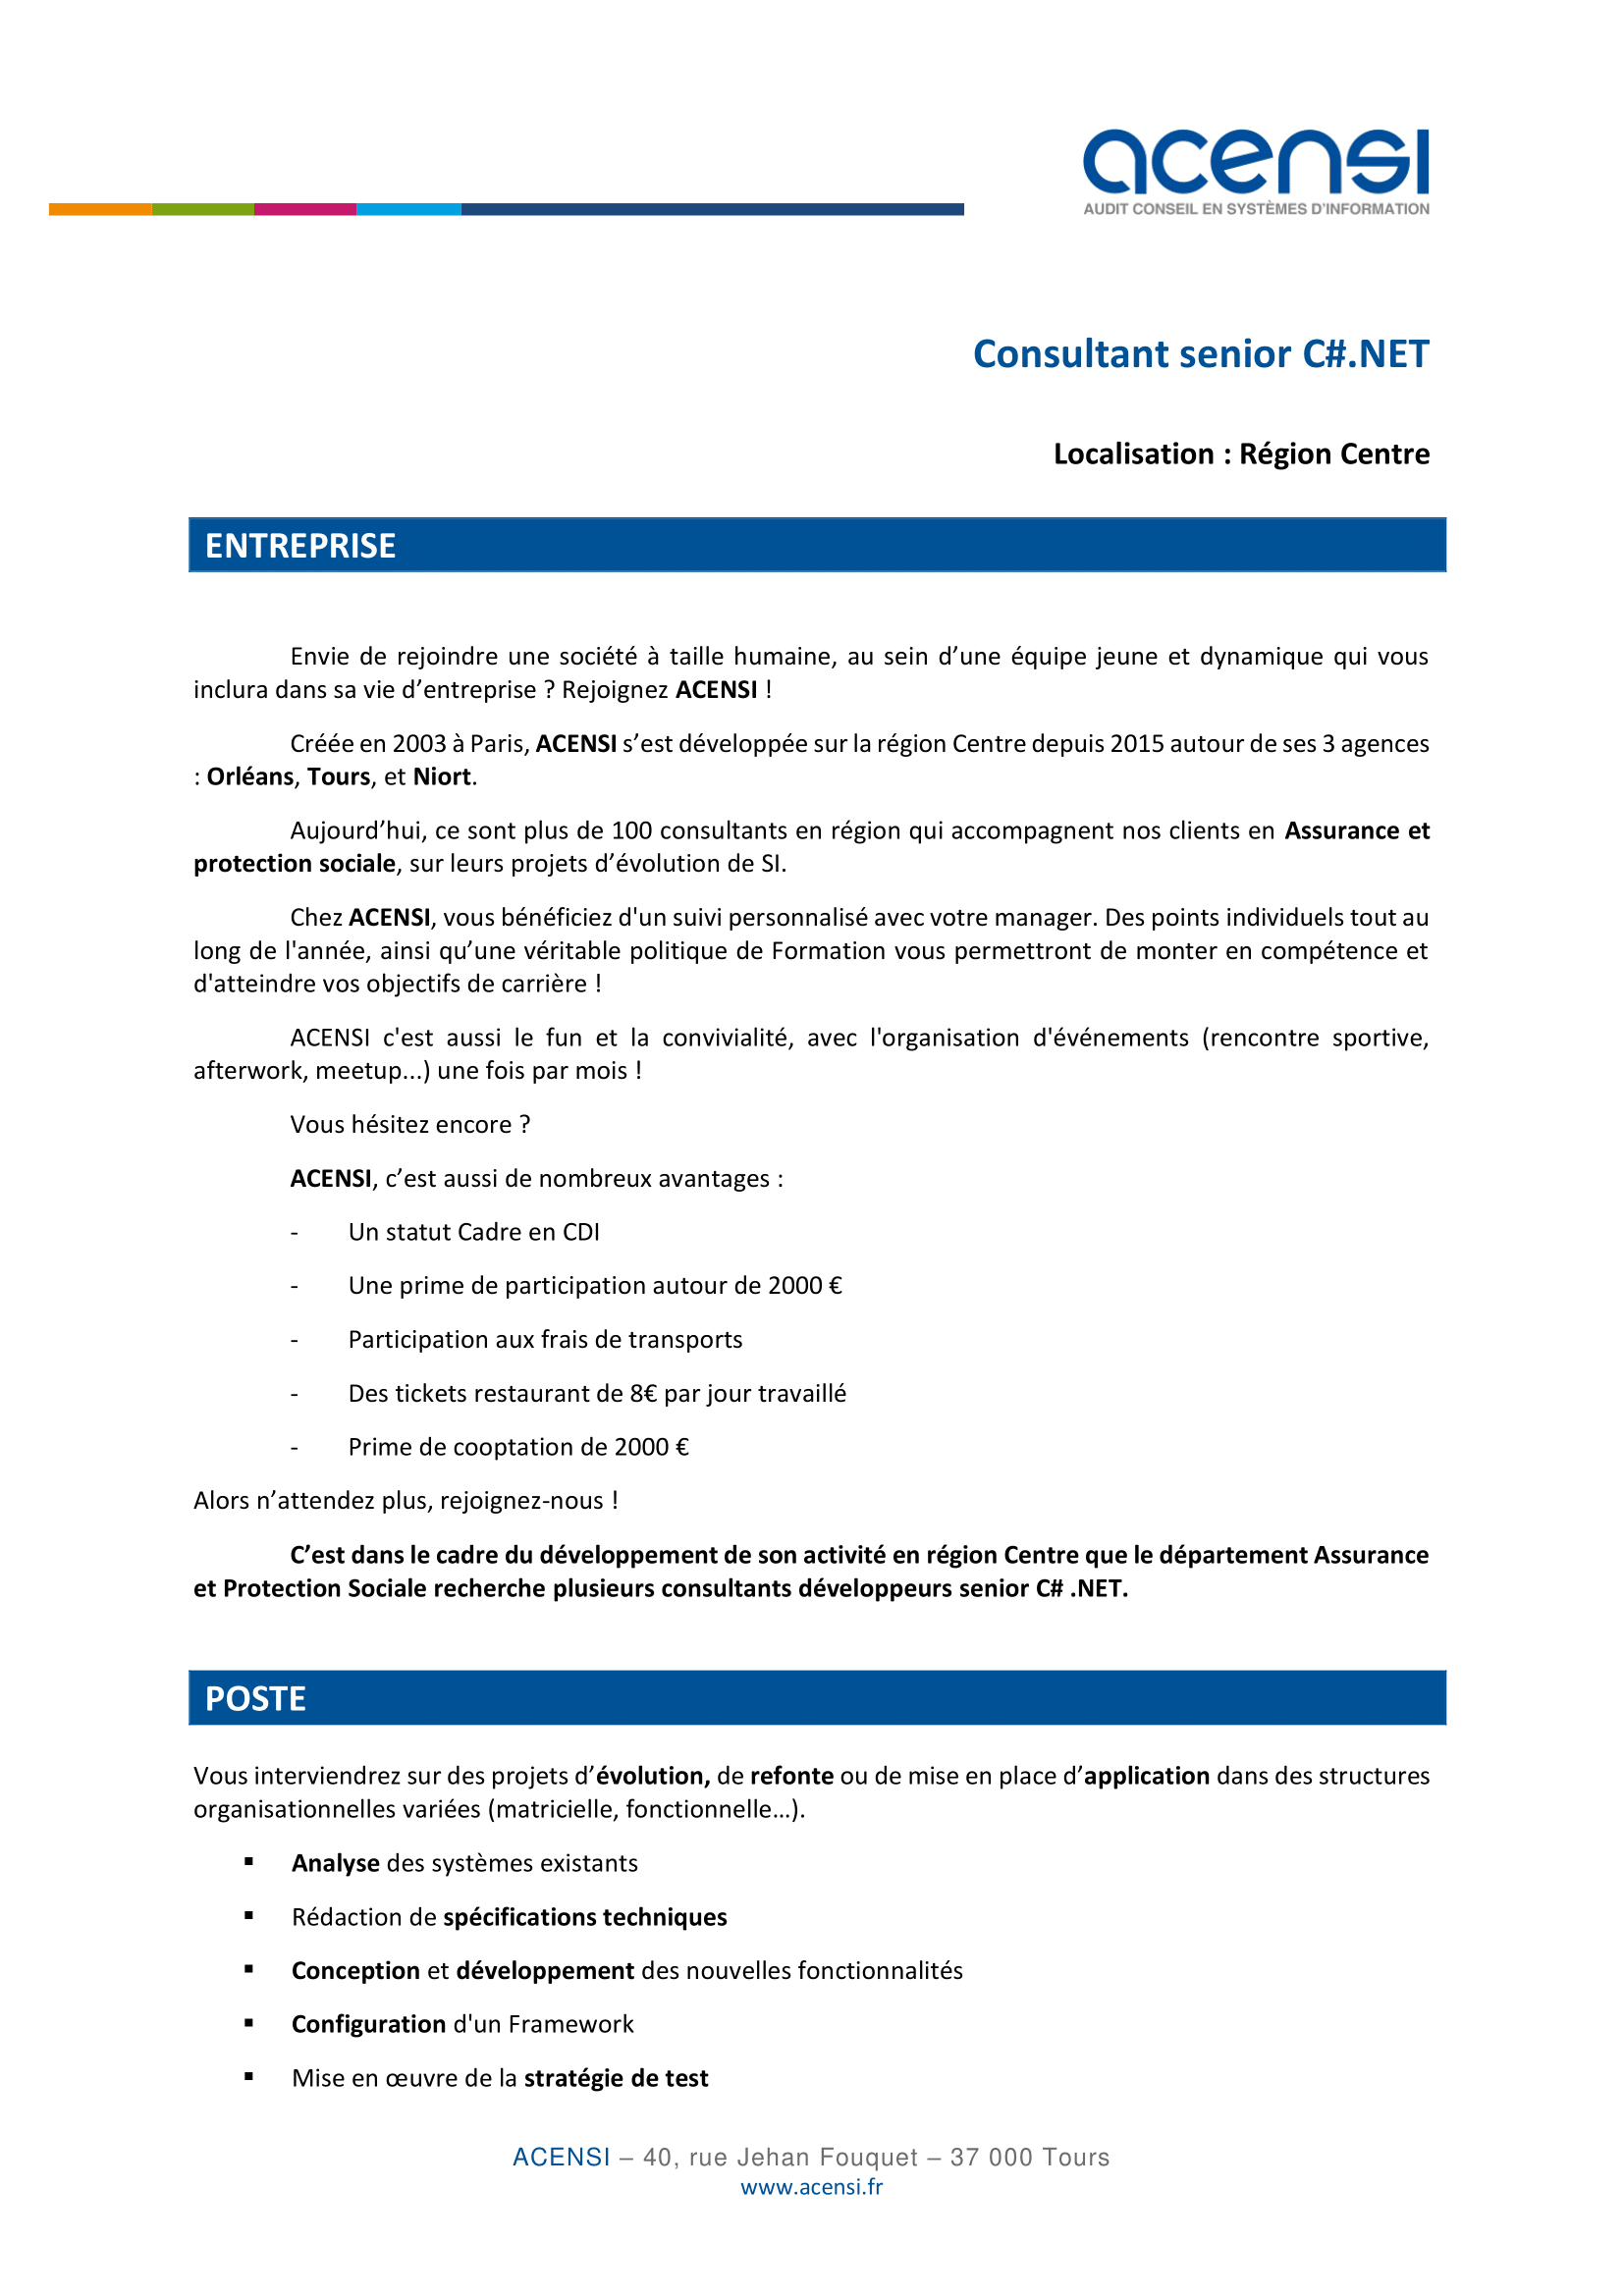 acensi
AUDIT CONSEIL EN SYSTÈMES D'INFORMATION
Consultant senior C#.NET
Localisation : Région Centre
ENTREPRISE
Envie de rejoindre une société à taille humaine, au sein d’une équipe jeune et dynamique qui vous
inclura dans sa vie d’entreprise ? Rejoignez ACENSI !
Créée en 2003 à Paris, ACENSI s’est développée sur la région Centre depuis 2015 autour de ses 3 agences
: Orléans, Tours, et Niort.
Aujourd’hui, ce sont plus de 100 consultants en région qui accompagnent nos clients en Assurance et
protection sociale, sur leurs projets d’évolution de SI.
Chez ACENSI, vous bénéficiez d'un suivi personnalisé avec votre manager. Des points individuels tout au
long de l'année, ainsi qu’une véritable politique de Formation vous permettront de monter en compétence et
d'atteindre vos objectifs de carrière !
ACENSI c'est aussi le fun et la convivialité, avec l'organisation d'événements (rencontre sportive,
afterwork, meetup...) une fois par mois !
Vous hésitez encore ?
ACENSI, c’est aussi de nombreux avantages :
- Un statut Cadre en CDI
- Une prime de participation autour de 2000 €
- Participation aux frais de transports
- Des tickets restaurant de 8€ par jour travaillé
- Prime de cooptation de 2000 €
Alors n’attendez plus, rejoignez-nous !
C’est dans le cadre du développement de son activité en région Centre que le département Assurance
et Protection Sociale recherche plusieurs consultants développeurs senior C# .NET.
POSTE
Vous interviendrez sur des projets d’évolution, de refonte ou de mise en place d’application dans des structures
organisationnelles variées (matricielle, fonctionnelle…).
▪ Analyse des systèmes existants
▪ Rédaction de spécifications techniques
▪ Conception et développement des nouvelles fonctionnalités
▪ Configuration d'un Framework
▪ Mise en œuvre de la stratégie de test
ACENSI – 40, rue Jehan Fouquet – 37 000 Tours
www.acensi.fr